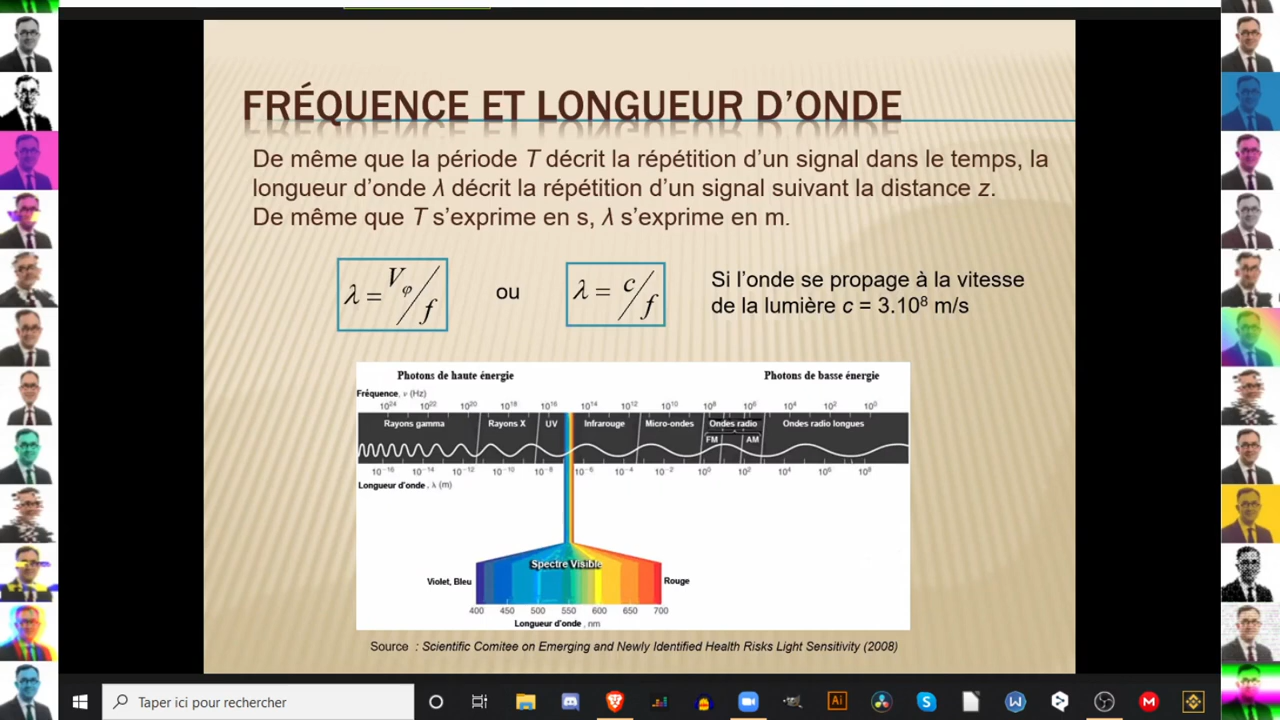 FRÉQUENCE ET LONGUEUR D'ONDE
De même que la période T décrit la répétition d'un signal dans le temps, la
longueur d'onde λ décrit la répétition d'un signal suivant la distance z.
De même que T s'exprime en s, λ s'exprime en m.
λ = Vφ/f ou λ = c/f
Si l'onde se propage à la vitesse
de la lumière c = 3.10⁸ m/s
Photons de haute énergie Photons de basse énergie
Fréquence, ν (Hz)
10²⁴ 10²² 10²⁰ 10¹⁸ 10¹⁶ 10¹⁴ 10¹² 10¹⁰ 10⁸ 10⁶ 10⁴ 10² 10⁰
Rayons gamma Rayons X UV Infrarouge Micro-ondes Ondes radio Ondes radio longues
FM AM
10⁻¹⁶ 10⁻¹⁴ 10⁻¹² 10⁻¹⁰ 10⁻⁸ 10⁻⁶ 10⁻⁴ 10⁻² 10⁰ 10² 10⁴ 10⁶ 10⁸
Longueur d'onde, λ (m)
Spectre Visible
Violet, Bleu Rouge
400 450 500 550 600 650 700
Longueur d'onde, nm
Source : Scientific Comitee on Emerging and Newly Identified Health Risks Light Sensitivity (2008)
Taper ici pour rechercher
Ai